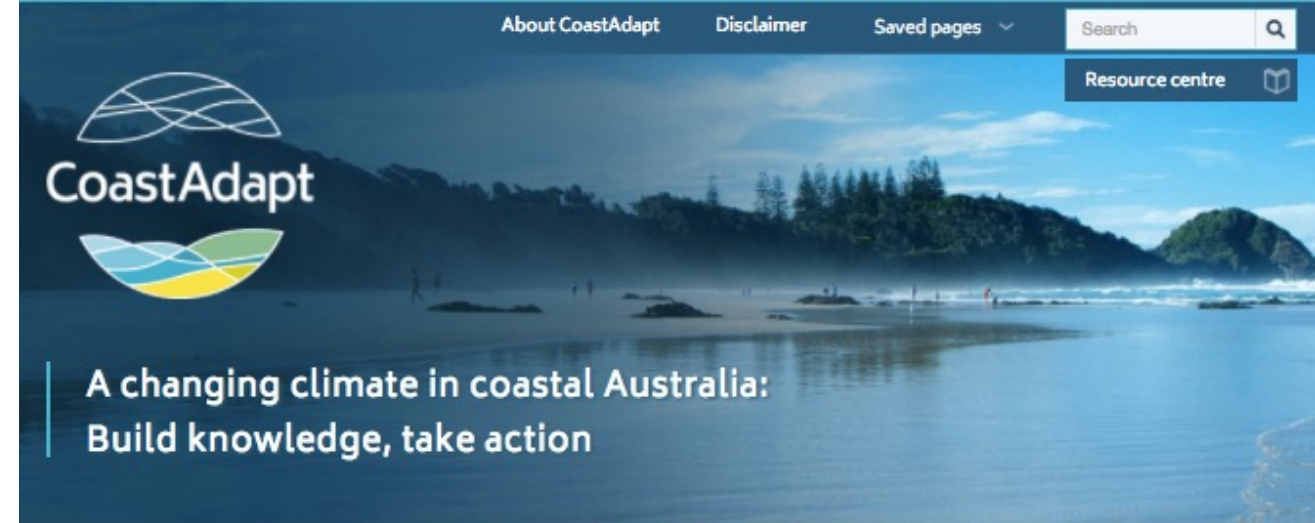 About CoastAdapt Disclaimer Saved pages Search
Resource centre
CoastAdapt
A changing climate in coastal Australia:
Build knowledge, take action